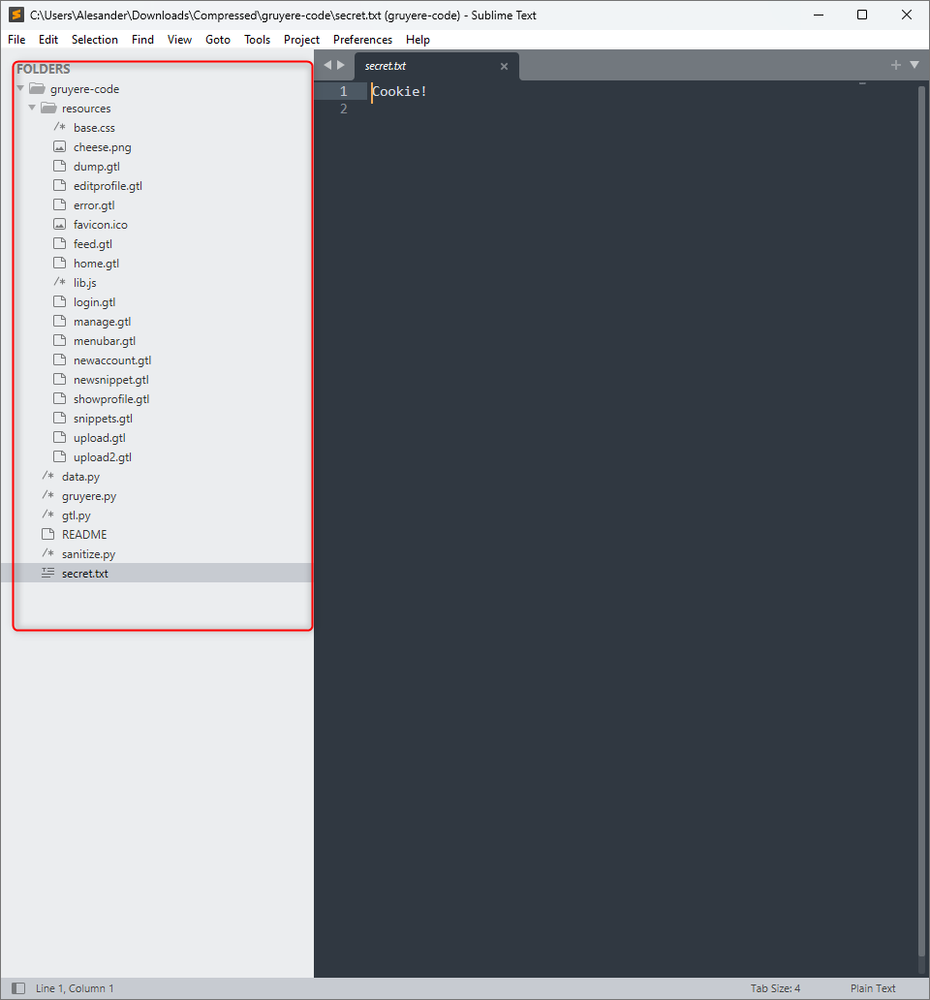 C:\Users\Alesander\Downloads\Compressed\gruyere-code\secret.txt (gruyere-code) - Sublime Text
File Edit Selection Find View Goto Tools Project Preferences Help
FOLDERS
gruyere-code
resources
/* base.css
cheese.png
dump.gtl
editprofile.gtl
error.gtl
favicon.ico
feed.gtl
home.gtl
/* lib.js
login.gtl
manage.gtl
menubar.gtl
newaccount.gtl
newsnippet.gtl
showprofile.gtl
snippets.gtl
upload.gtl
upload2.gtl
/* data.py
/* gruyere.py
/* gtl.py
README
/* sanitize.py
secret.txt
secret.txt
1 Cookie!
2
Line 1, Column 1 Tab Size: 4 Plain Text